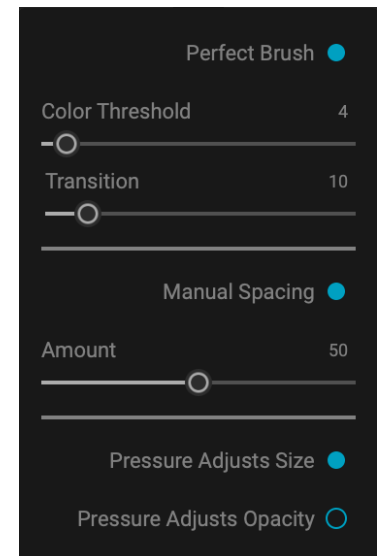 Perfect Brush
Color Threshold 4
Transition 10
Manual Spacing
Amount 50
Pressure Adjusts Size
Pressure Adjusts Opacity